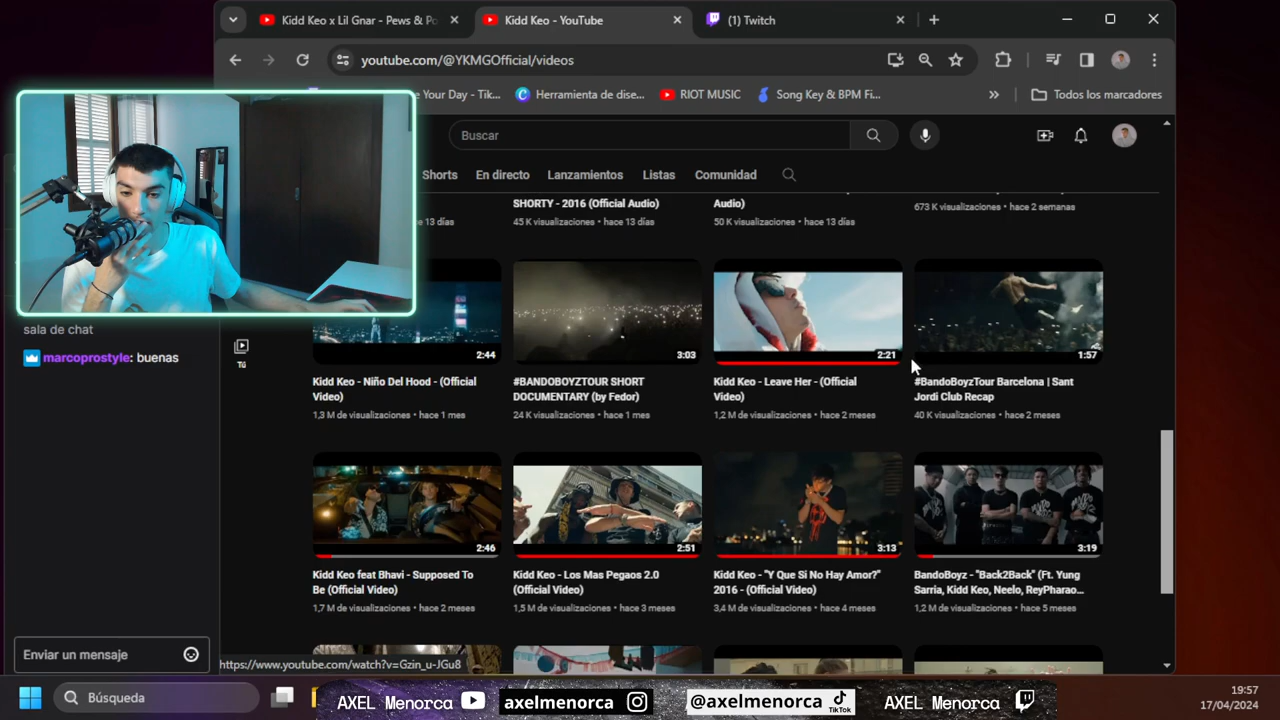 Kidd Keo x Lil Gnar - Pews & Po
Kidd Keo - YouTube
(1) Twitch
youtube.com/@YKMGOfficial/videos
e Your Day - Tik...
Herramienta de dise...
RIOT MUSIC
Song Key & BPM Fi...
Todos los marcadores
Buscar
Shorts
En directo
Lanzamientos
Listas
Comunidad
SHORTY - 2016 (Official Audio)
Audio)
673 K visualizaciones • hace 2 semanas
e 13 días
45 K visualizaciones • hace 13 días
50 K visualizaciones • hace 13 días
sala de chat
marcoprostyle: buenas
Tú
2:44
3:03
2:21
1:57
Kidd Keo - Niño Del Hood - (Official
Video)
1,3 M de visualizaciones • hace 1 mes
#BANDOBOYZTOUR SHORT
DOCUMENTARY (by Fedor)
24 K visualizaciones • hace 1 mes
Kidd Keo - Leave Her - (Official
Video)
1,2 M de visualizaciones • hace 2 meses
#BandoBoyzTour Barcelona | Sant
Jordi Club Recap
40 K visualizaciones • hace 2 meses
2:46
2:51
3:13
3:19
Kidd Keo feat Bhavi - Supposed To
Be (Official Video)
1,7 M de visualizaciones • hace 2 meses
Kidd Keo - Los Mas Pegaos 2.0
(Official Video)
1,5 M de visualizaciones • hace 3 meses
Kidd Keo - "Y Que Si No Hay Amor?"
2016 - (Official Video)
3,4 M de visualizaciones • hace 4 meses
BandoBoyz - "Back2Back" (Ft. Yung
Sarria, Kidd Keo, Neelo, ReyPharao...
1,2 M de visualizaciones • hace 5 meses
Enviar un mensaje
https://www.youtube.com/watch?v=Gzin_u-JGu8
Búsqueda
AXEL Menorca
axelmenorca
@axelmenorca
TikTok
AXEL Menorca
19:57
17/04/2024